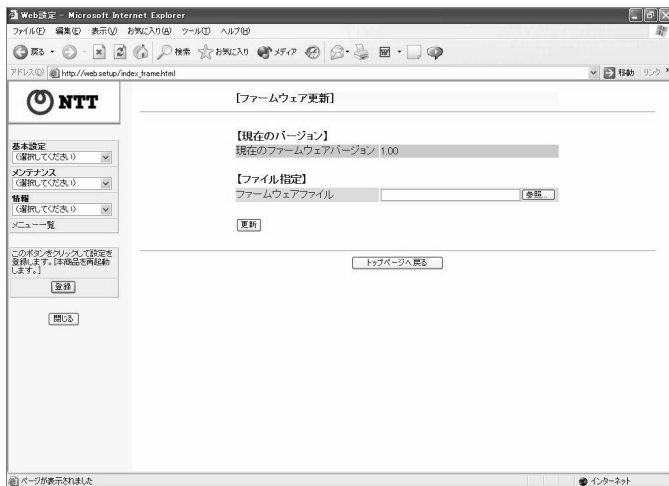 Web設定 - Microsoft Internet Explorer
ファイル(F) 編集(E) 表示(V) お気に入り(A) ツール(T) ヘルプ(H)
戻る 検索 お気に入り メディア
アドレス(D) http://web.setup/index_frame.html 移動 リンク
NTT
基本設定
(選択してください)
メンテナンス
(選択してください)
情報
(選択してください)
メニュー一覧
このボタンをクリックして設定を
登録します。[本商品を再起動
します。]
登録
閉じる
[ファームウェア更新]
【現在のバージョン】
現在のファームウェアバージョン 1.00
【ファイル指定】
ファームウェアファイル 参照...
更新
トップページへ戻る
ページが表示されました インターネット